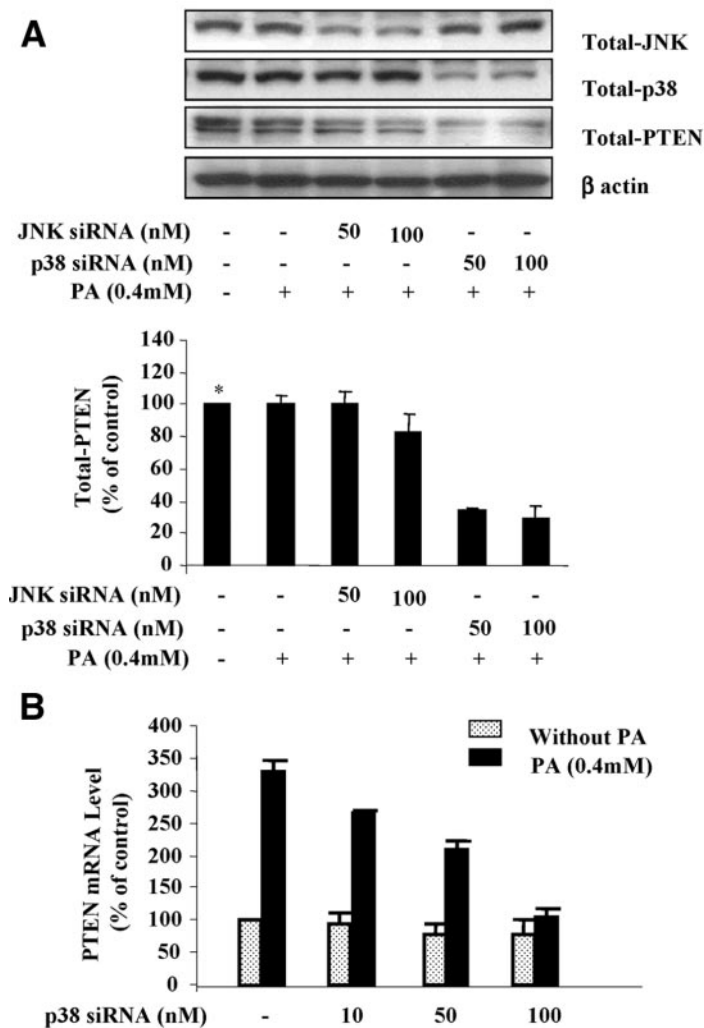 A
Total-JNK
Total-p38
Total-PTEN
β actin
JNK siRNA (nM) - - 50 100 - -
p38 siRNA (nM) - - - - 50 100
PA (0.4mM) - + + + + +
Total-PTEN
(% of control)
140
120
100
80
60
40
20
0
*
JNK siRNA (nM) - - 50 100 - -
p38 siRNA (nM) - - - - 50 100
PA (0.4mM) - + + + + +
B
PTEN mRNA Level
(% of control)
400
350
300
250
200
150
100
50
0
Without PA
PA (0.4mM)
p38 siRNA (nM) - 10 50 100